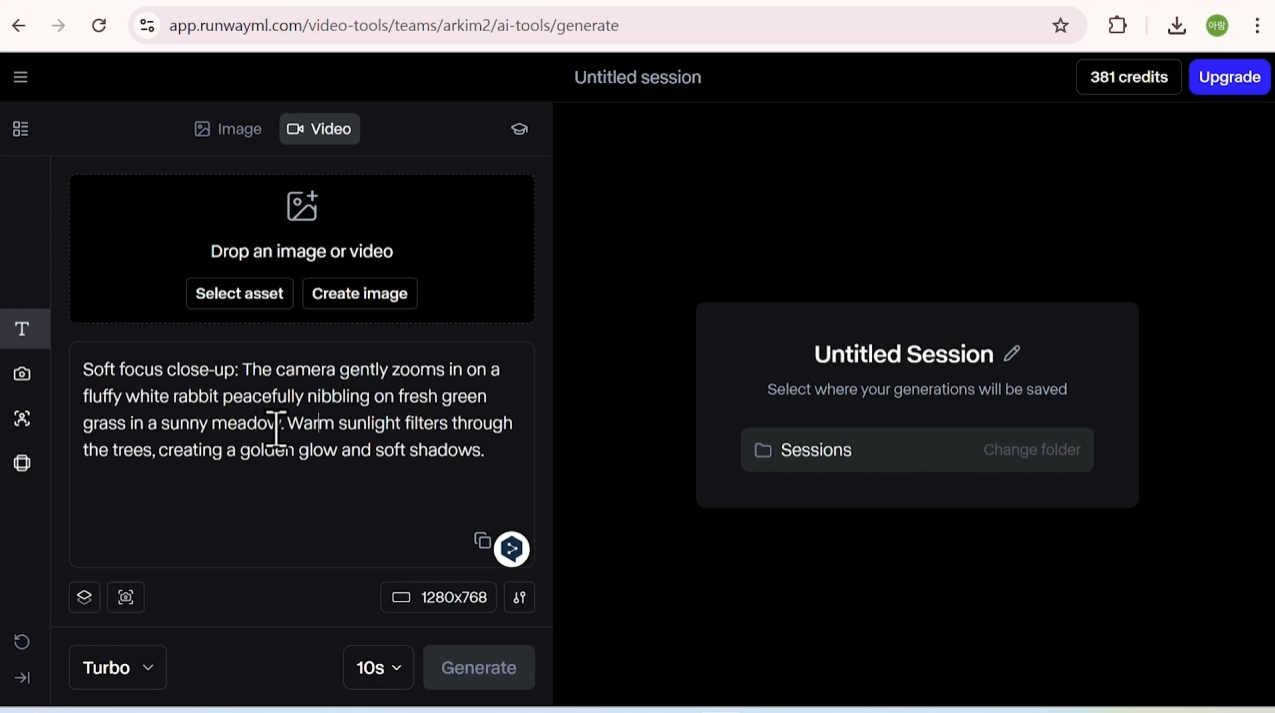 app.runwayml.com/video-tools/teams/arkim2/ai-tools/generate
아람
Untitled session
381 credits
Upgrade
Image
Video
Drop an image or video
Select asset
Create image
Soft focus close-up: The camera gently zooms in on a
fluffy white rabbit peacefully nibbling on fresh green
grass in a sunny meadow. Warm sunlight filters through
the trees, creating a golden glow and soft shadows.
T
1280x768
Turbo
10s
Generate
Untitled Session
Select where your generations will be saved
Sessions
Change folder